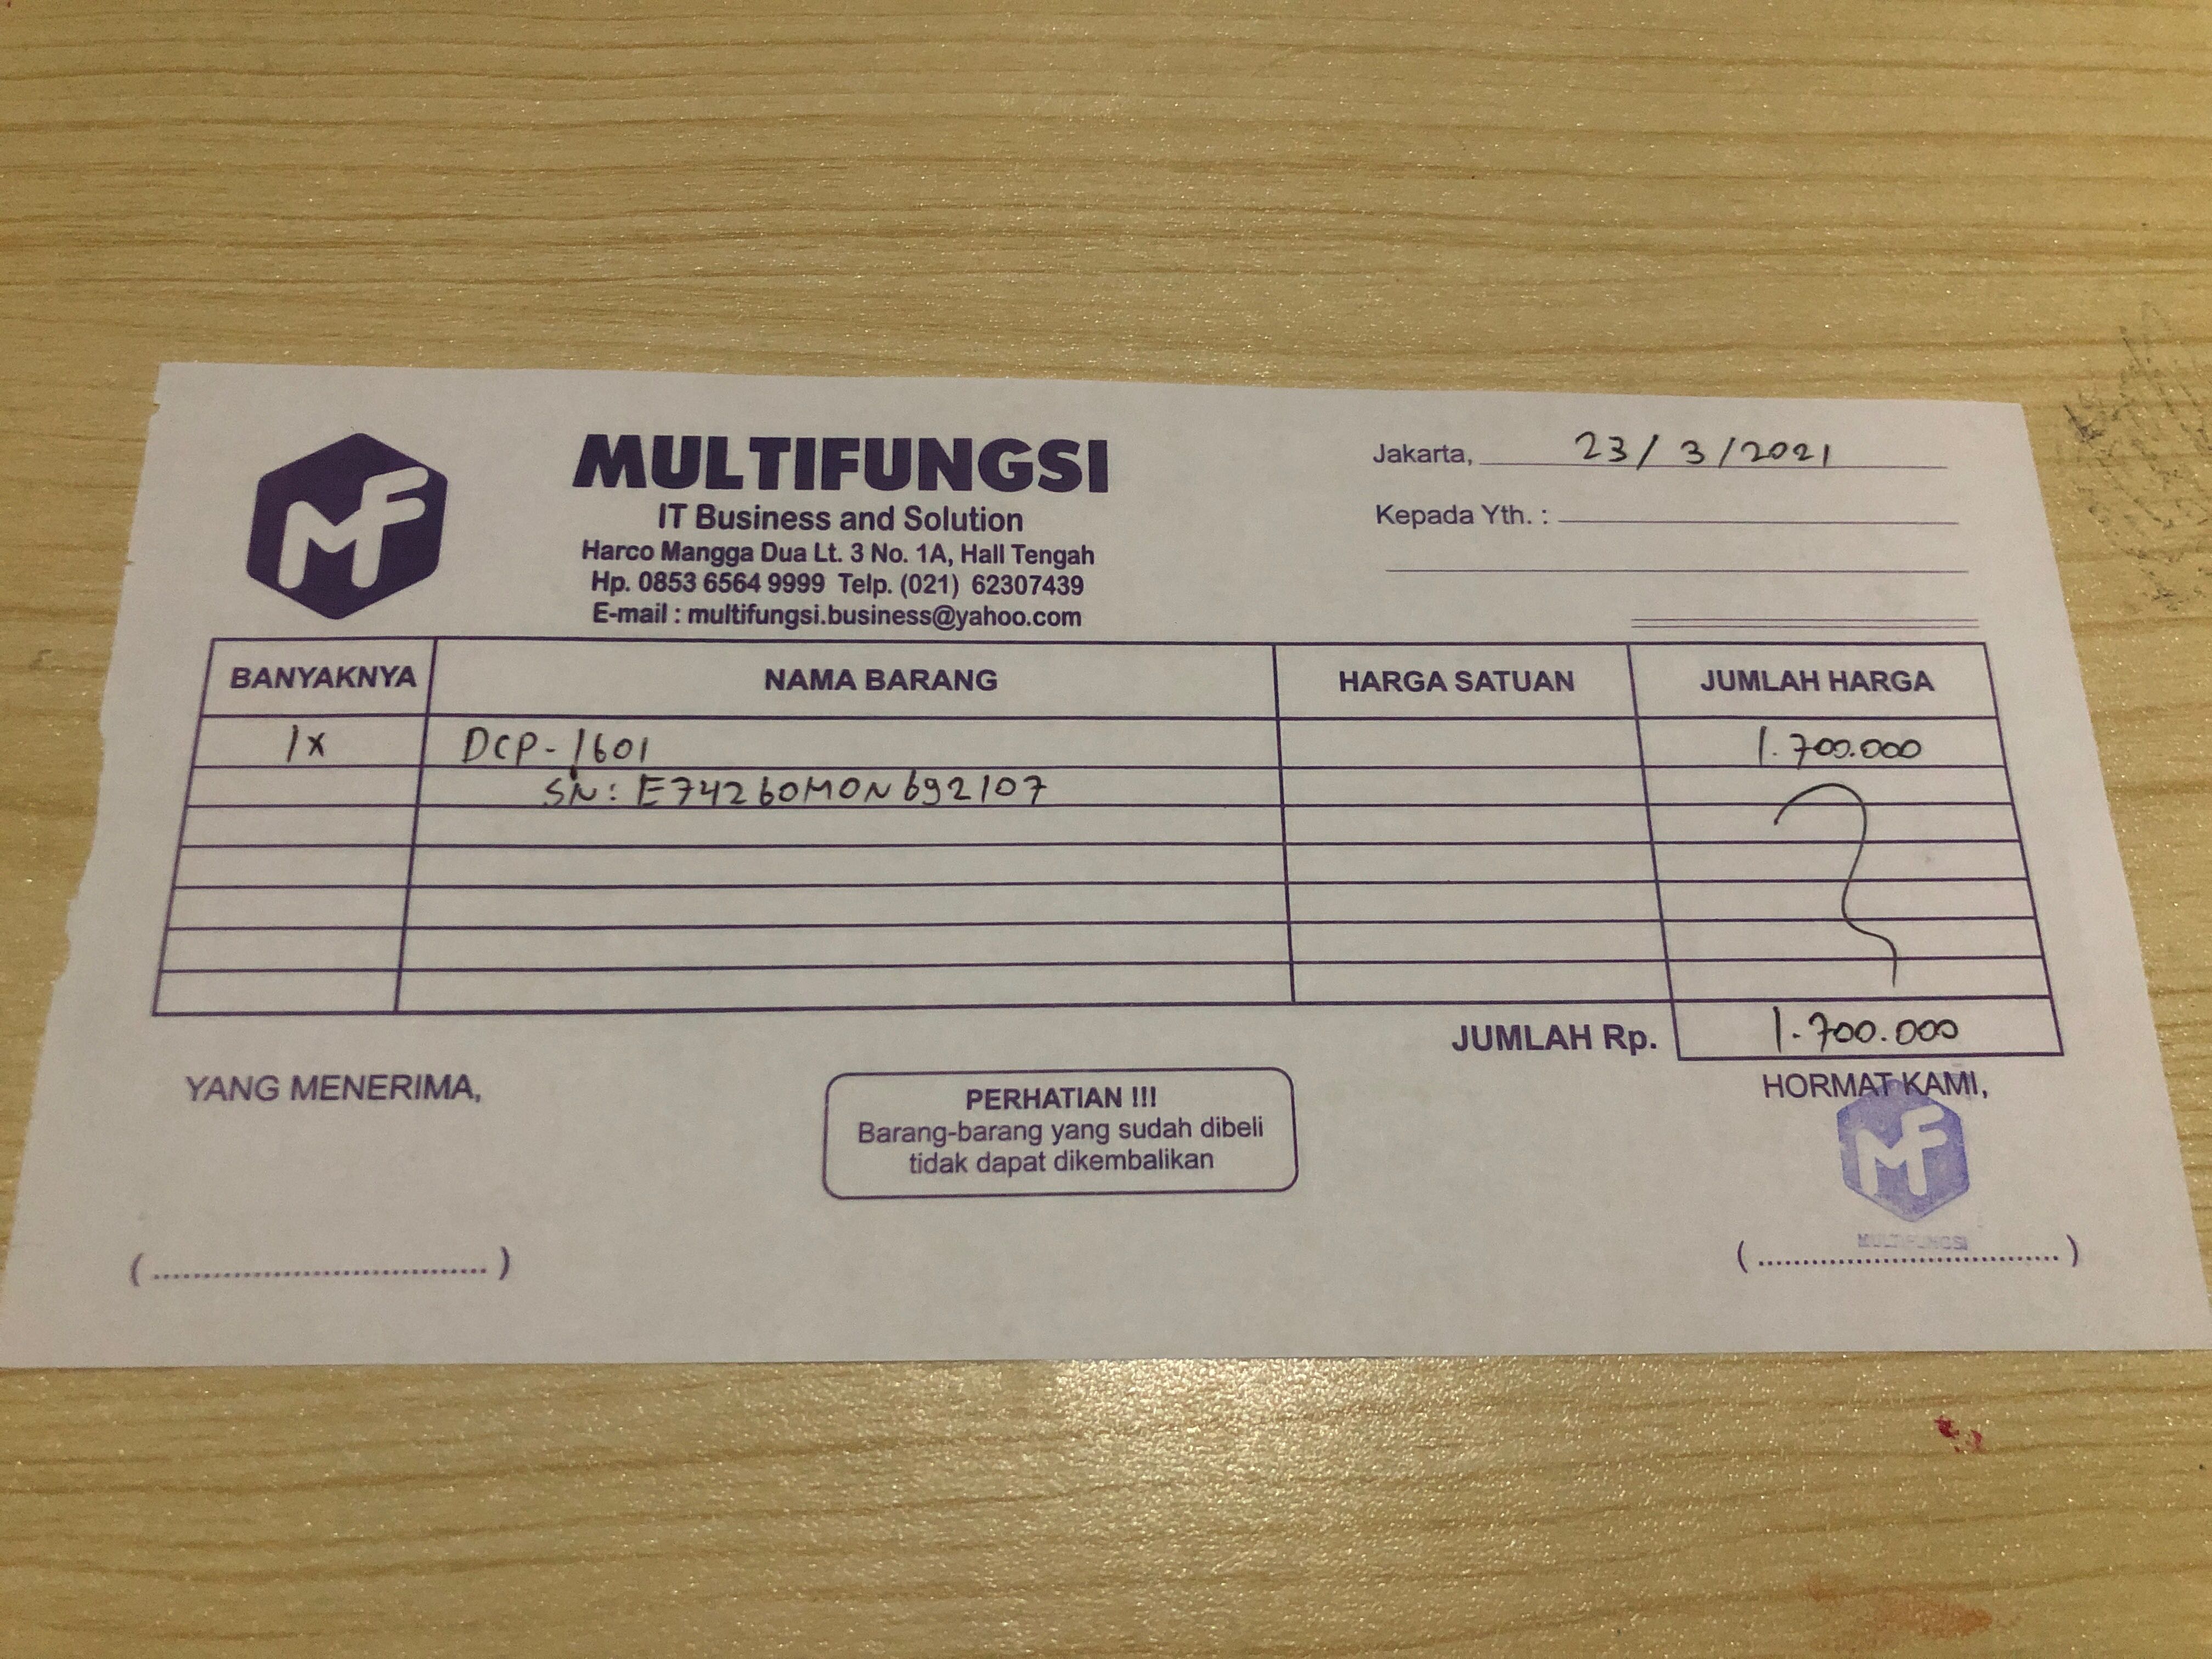 MF
MULTIFUNGSI
IT Business and Solution
Harco Mangga Dua Lt. 3 No. 1A, Hall Tengah
Hp. 0853 6564 9999 Telp. (021) 62307439
E-mail : multifungsi.business@yahoo.com
Jakarta, 23/3/2021
Kepada Yth. :
BANYAKNYA NAMA BARANG HARGA SATUAN JUMLAH HARGA
1x DCP-1601 1.700.000
SN: E74260M0N692107
JUMLAH Rp. 1.700.000
YANG MENERIMA,
PERHATIAN !!!
Barang-barang yang sudah dibeli
tidak dapat dikembalikan
HORMAT KAMI,
MF
MULTIFUNGSI
(................................) (................................)